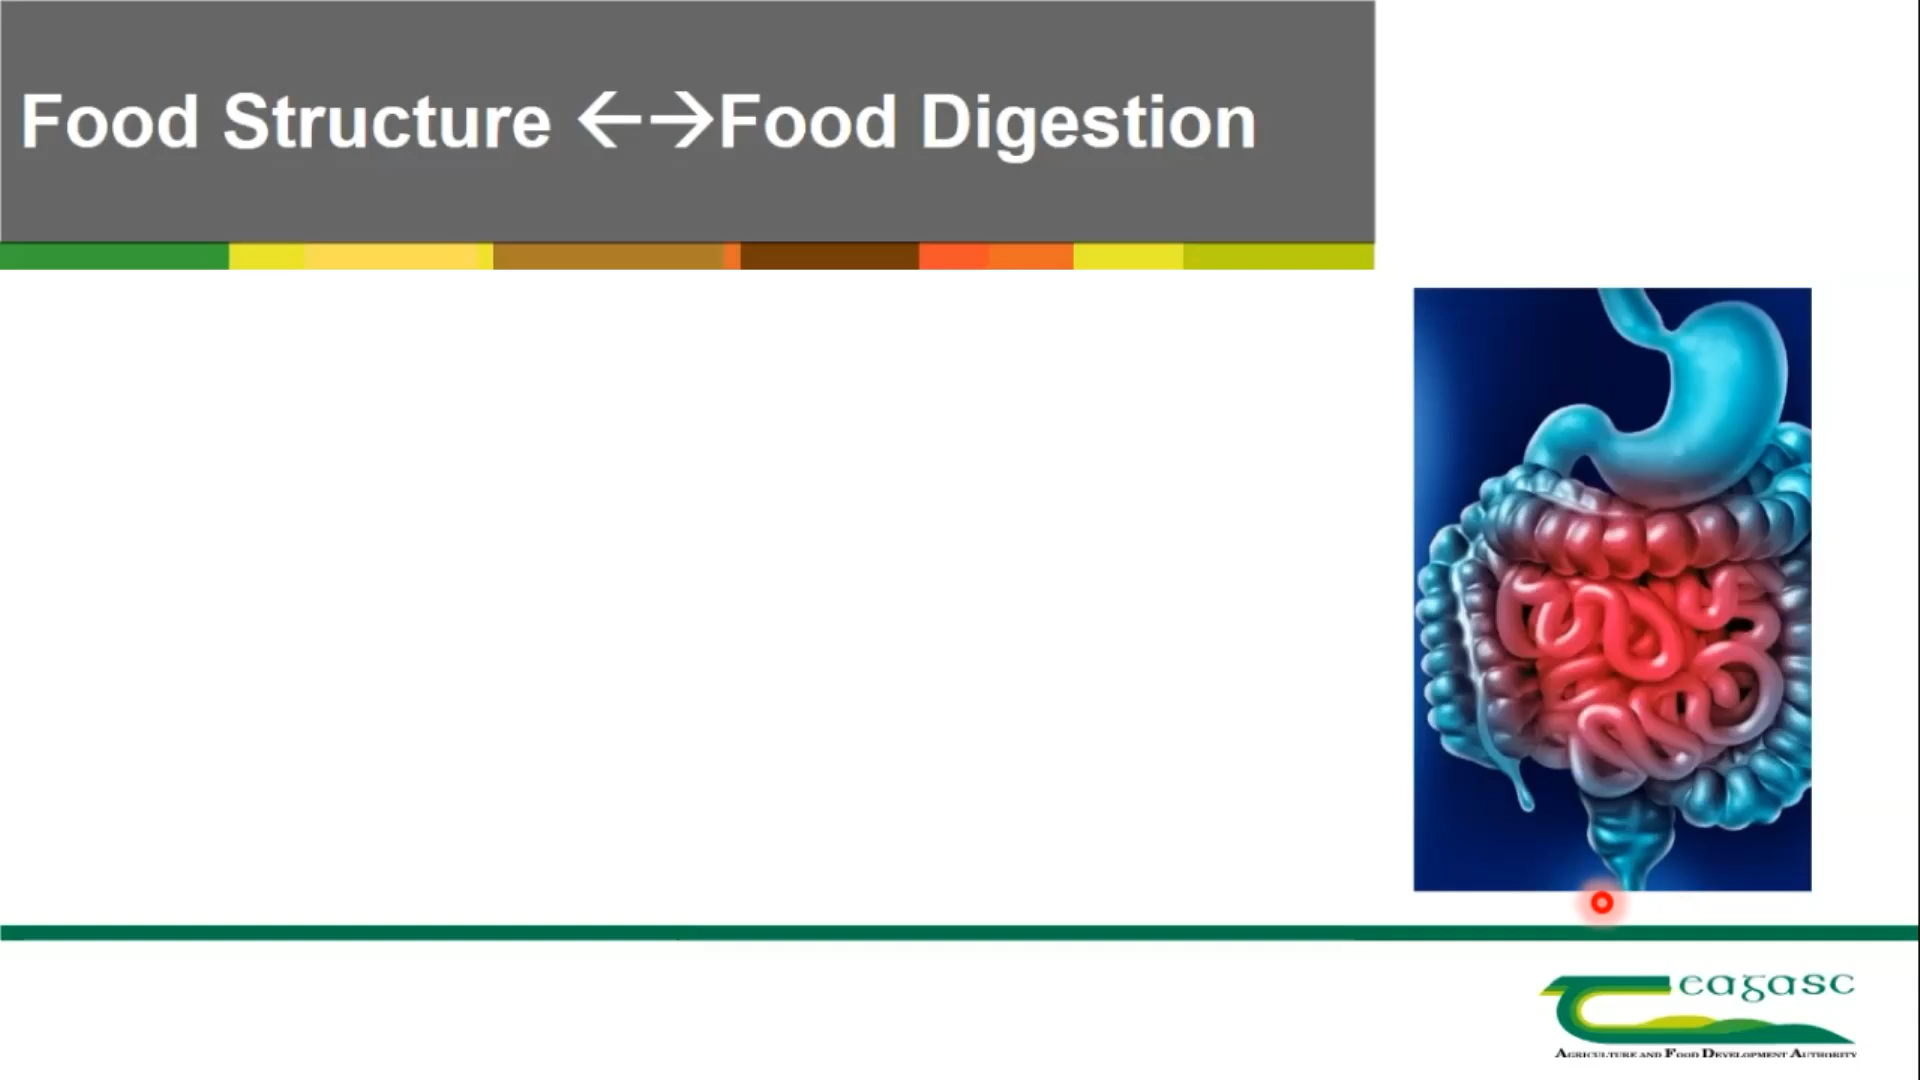 Food Structure ←→Food Digestion
Teagasc
AGRICULTURE AND FOOD DEVELOPMENT AUTHORITY